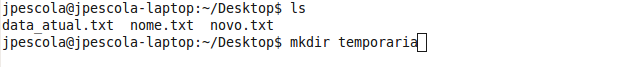 jpescola@jpescola-laptop:~/Desktop$ ls
data_atual.txt  nome.txt  novo.txt
jpescola@jpescola-laptop:~/Desktop$ mkdir temporaria